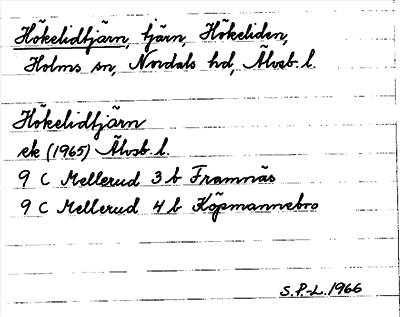 Hökelidtjärn, tjärn, Hökeliden,
Holms sn, Nordals hd, Älvsb. l.
Hökelidtjärn
ek (1965) Älvsb. l.
9 C Mellerud 3 b Framnäs
9 C Mellerud 4 b Köpmannebro
S.P.-L. 1966